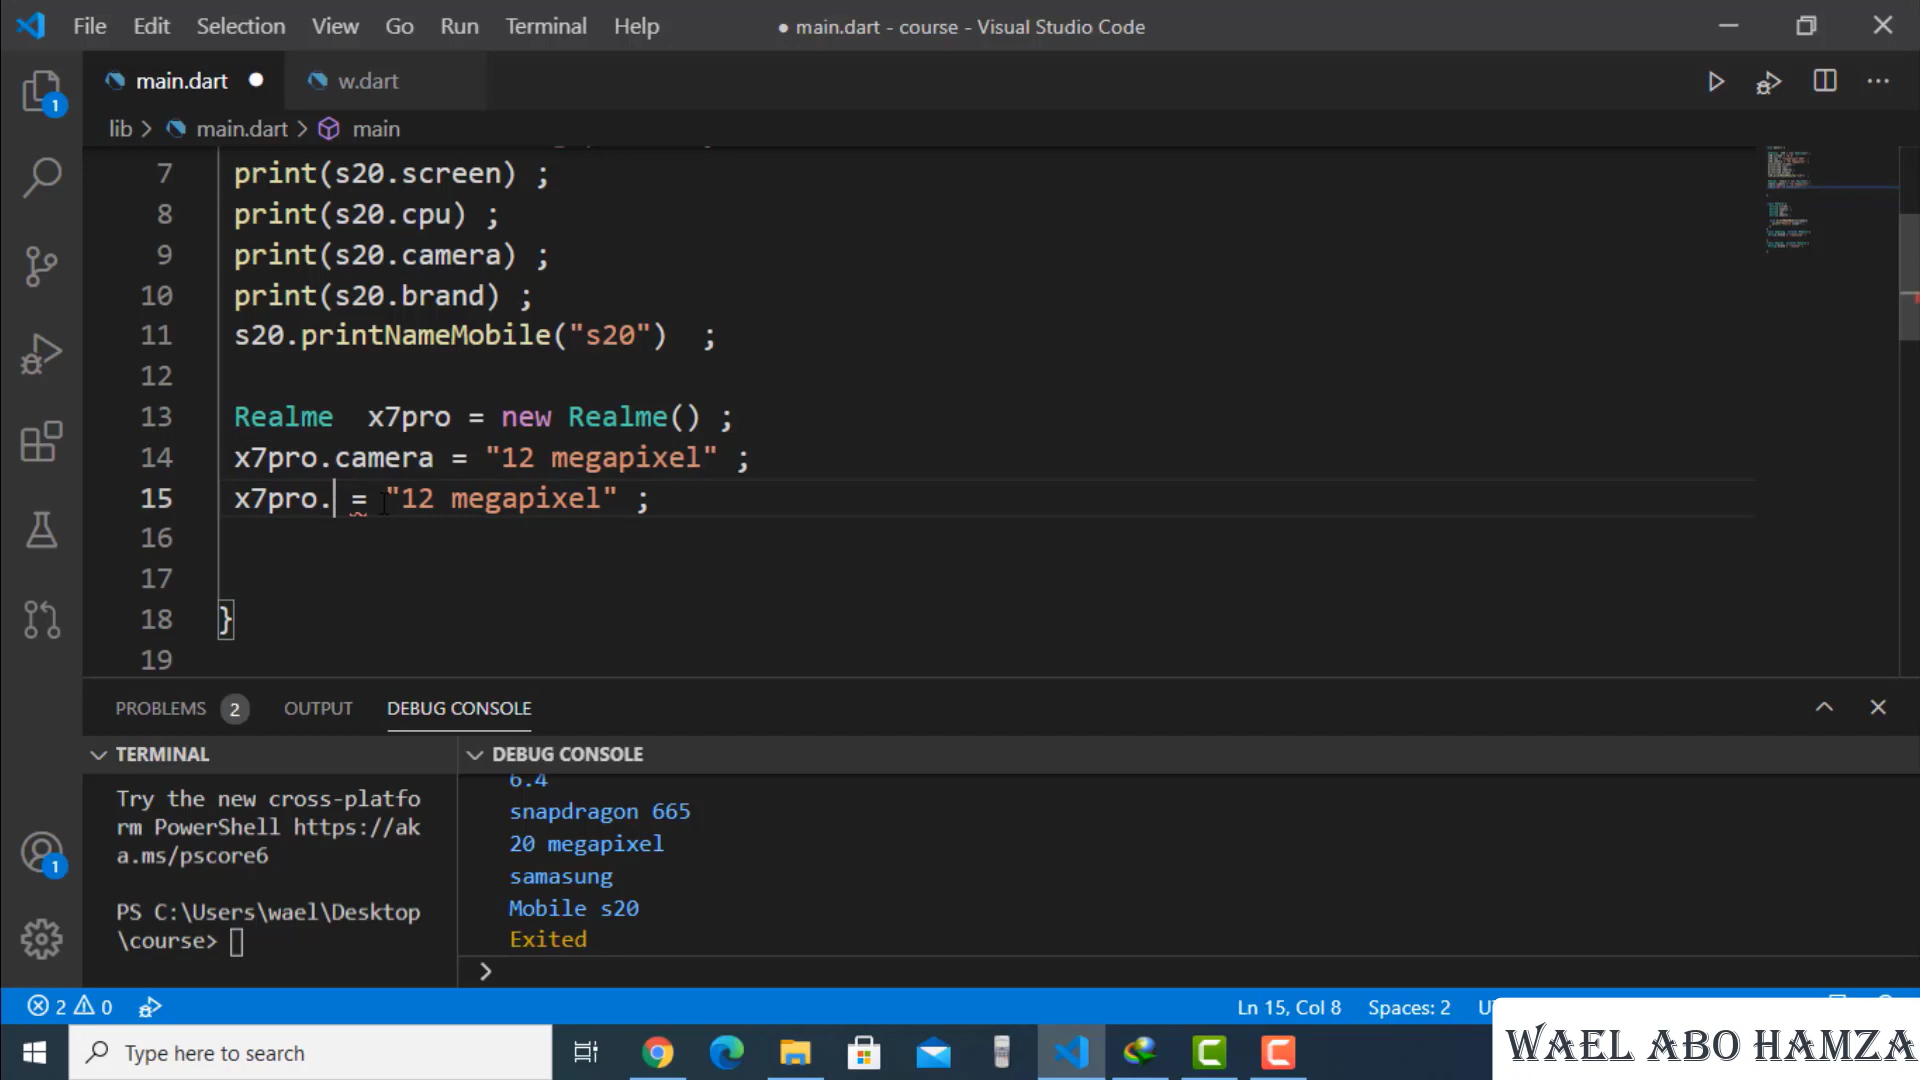 File Edit Selection View Go Run Terminal Help
● main.dart - course - Visual Studio Code
main.dart w.dart
lib > main.dart > main
7 print(s20.screen) ;
8 print(s20.cpu) ;
9 print(s20.camera) ;
10 print(s20.brand) ;
11 s20.printNameMobile("s20")  ;
12
13 Realme  x7pro = new Realme() ;
14 x7pro.camera = "12 megapixel" ;
15 x7pro. = "12 megapixel" ;
16
17
18 }
19
PROBLEMS 2 OUTPUT DEBUG CONSOLE
TERMINAL
Try the new cross-platfo
rm PowerShell https://ak
a.ms/pscore6
PS C:\Users\wael\Desktop
\course>
DEBUG CONSOLE
6.4
snapdragon 665
20 megapixel
samasung
Mobile s20
Exited
1
1
2 0 Ln 15, Col 8 Spaces: 2
Type here to search
WAEL ABO HAMZA